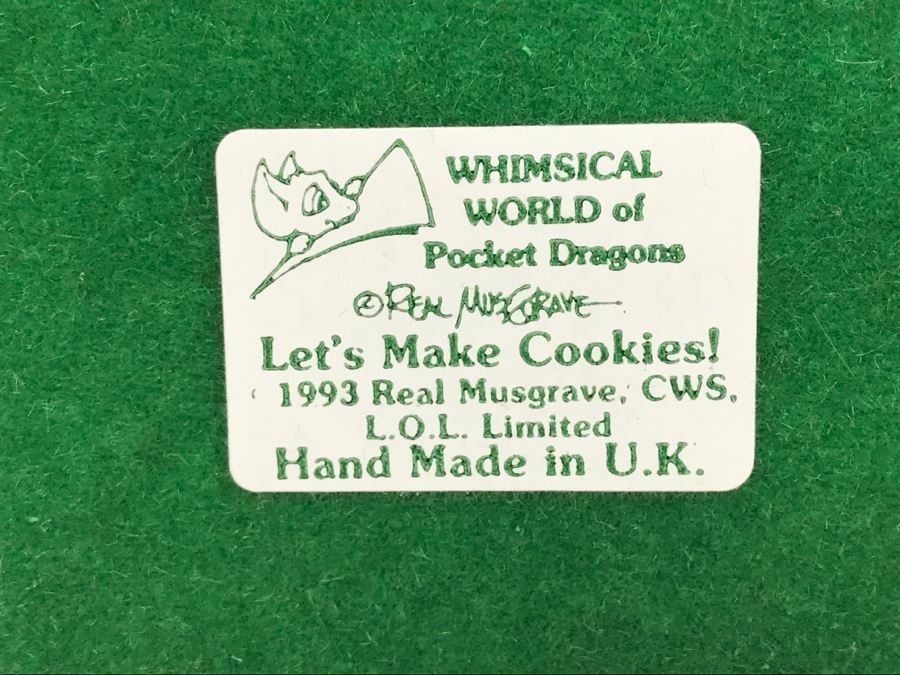 WHIMSICAL
WORLD of
Pocket Dragons
© REAL MUSGRAVE
Let's Make Cookies!
1993 Real Musgrave, CWS,
L.O.L. Limited
Hand Made in U.K.